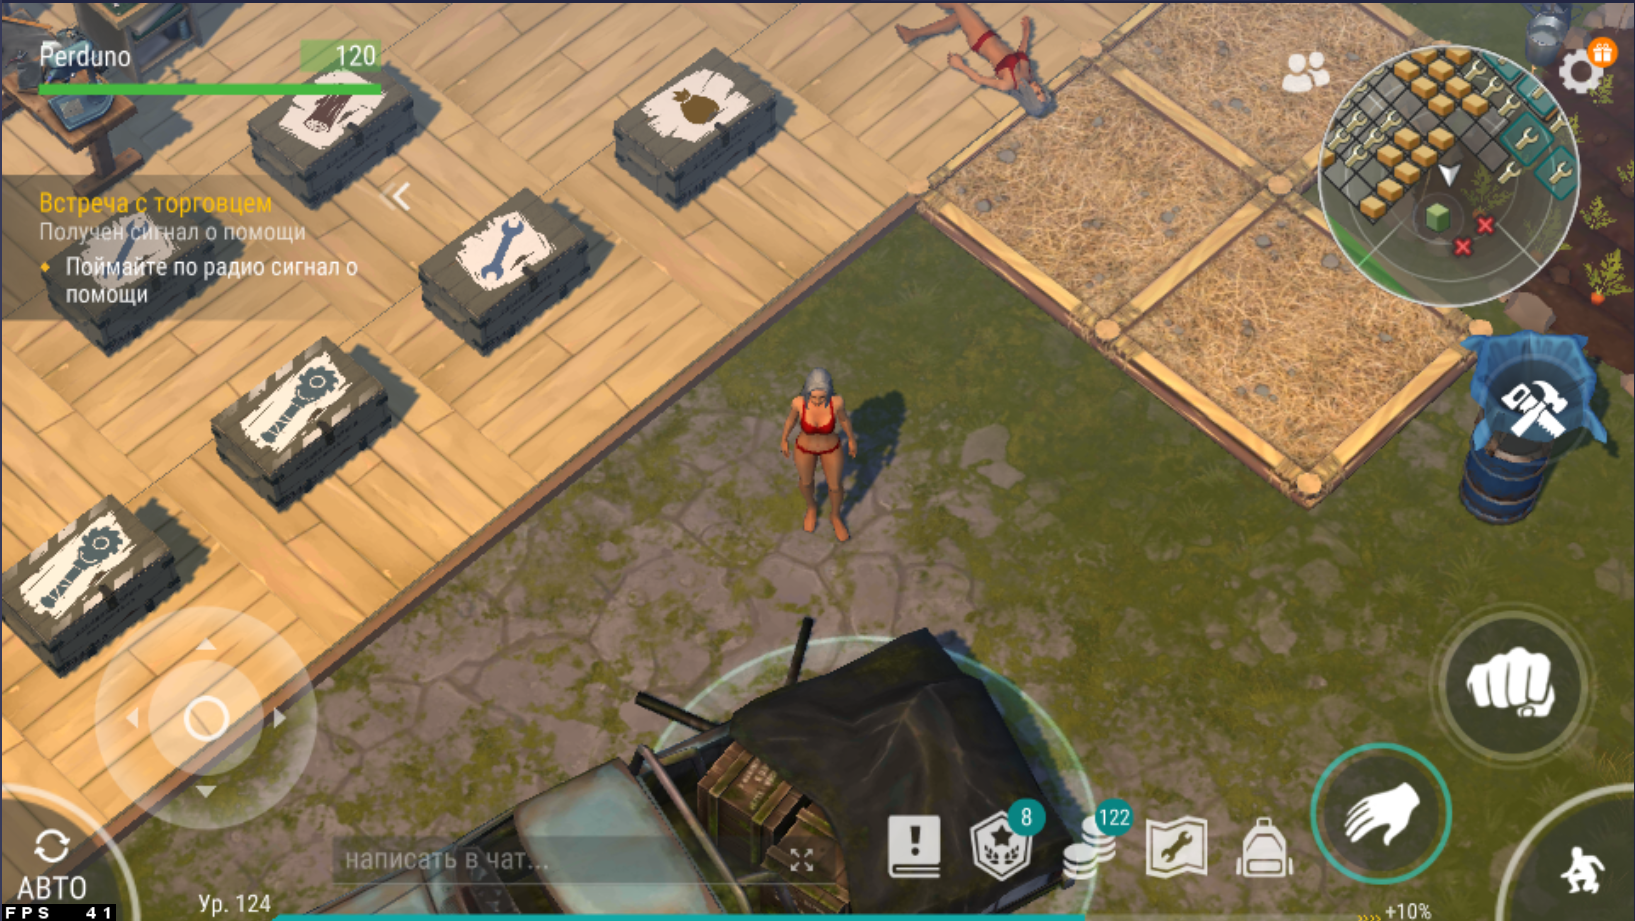 Perduno
120
Встреча с торговцем
Получен сигнал о помощи
Поймайте по радио сигнал о
помощи
8
122
написать в чат...
АВТО
Ур. 124
+10%
FPS 41